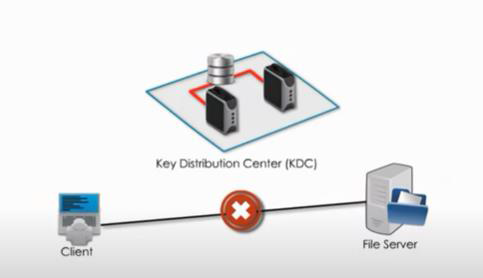 Key Distribution Center (KDC)
Client
File Server